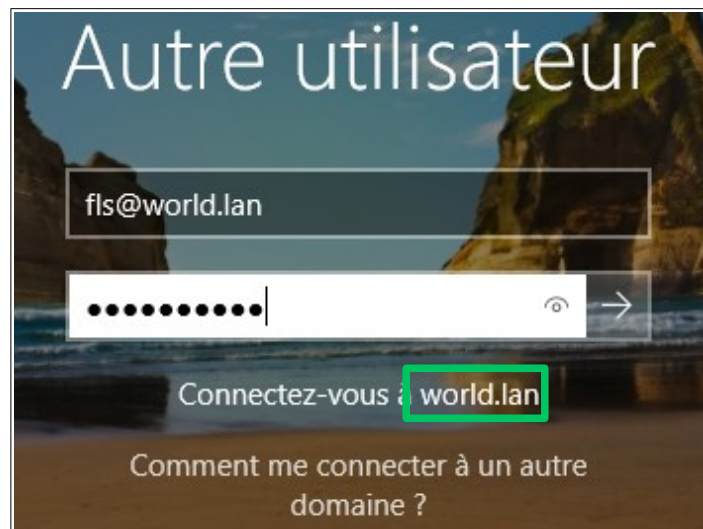 Autre utilisateur
fls@world.lan
●●●●●●●●●●
Connectez-vous à world.lan
Comment me connecter à un autre
domaine ?